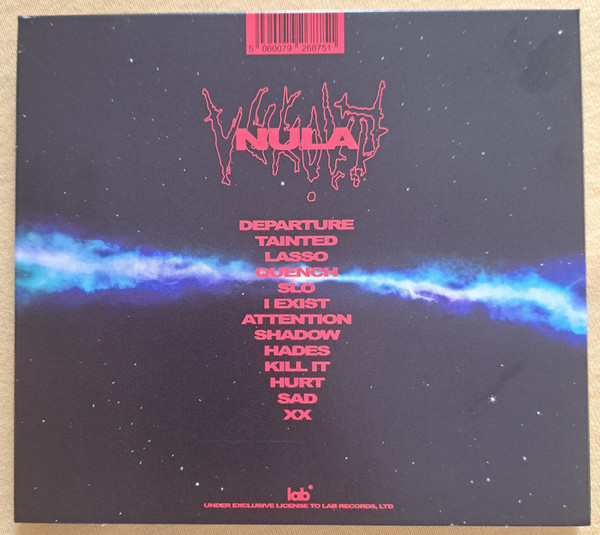 5 060079 268751
NULA
DEPARTURE
TAINTED
LASSO
QUENCH
SLO
I EXIST
ATTENTION
SHADOW
HADES
KILL IT
HURT
SAD
XX
lab*
UNDER EXCLUSIVE LICENSE TO LAB RECORDS, LTD